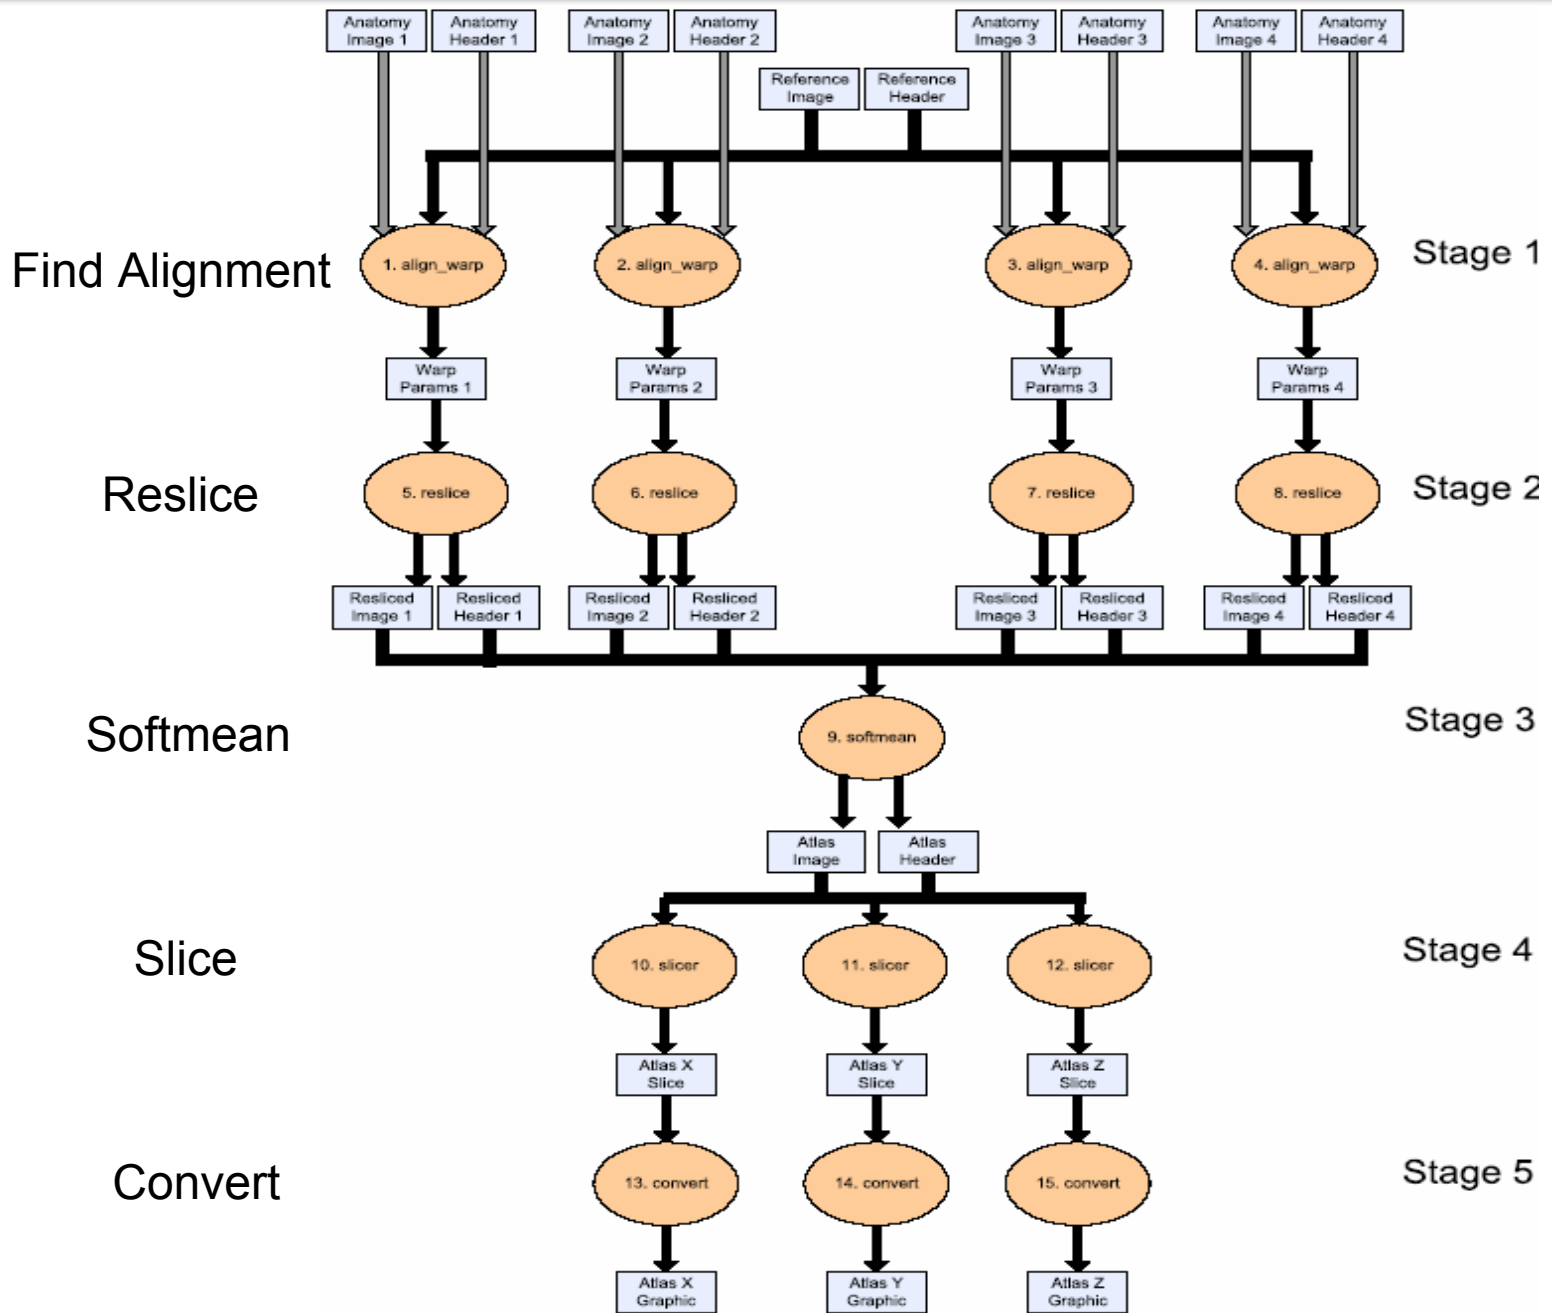 Anatomy
Image 1
Anatomy
Header 1
Anatomy
Image 2
Anatomy
Header 2
Anatomy
Image 3
Anatomy
Header 3
Anatomy
Image 4
Anatomy
Header 4
Reference
Image
Reference
Header
Find Alignment
1. align_warp
2. align_warp
3. align_warp
4. align_warp
Stage 1
Warp
Params 1
Warp
Params 2
Warp
Params 3
Warp
Params 4
Reslice
5. reslice
6. reslice
7. reslice
8. reslice
Stage 2
Resliced
Image 1
Resliced
Header 1
Resliced
Image 2
Resliced
Header 2
Resliced
Image 3
Resliced
Header 3
Resliced
Image 4
Resliced
Header 4
Softmean
9. softmean
Stage 3
Atlas
Image
Atlas
Header
Slice
10. slicer
11. slicer
12. slicer
Stage 4
Atlas X
Slice
Atlas Y
Slice
Atlas Z
Slice
Convert
13. convert
14. convert
15. convert
Stage 5
Atlas X
Graphic
Atlas Y
Graphic
Atlas Z
Graphic